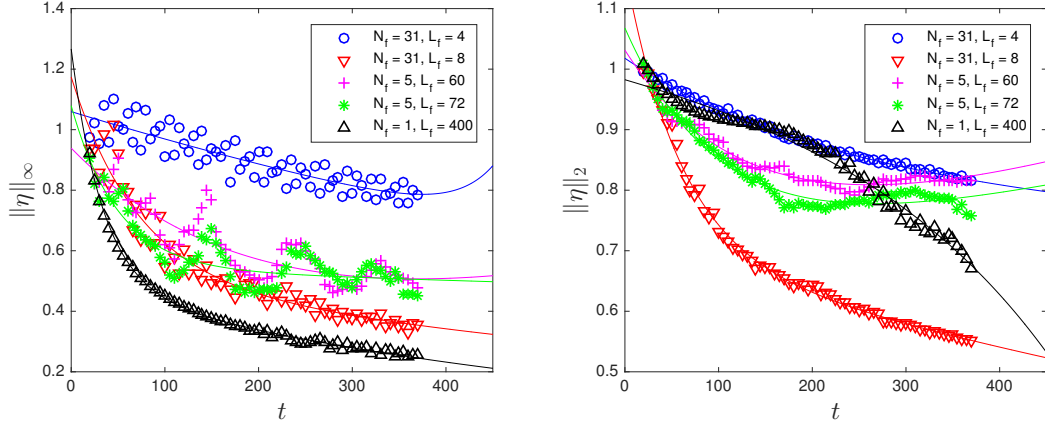 1.4
1.2
1
0.8
0.6
0.4
0.2
0
100
200
300
400
t
||η||∞
N_f = 31, L_f = 4
N_f = 31, L_f = 8
N_f = 5, L_f = 60
N_f = 5, L_f = 72
N_f = 1, L_f = 400
1.1
1
0.9
0.8
0.7
0.6
0.5
0
100
200
300
400
t
||η||₂
N_f = 31, L_f = 4
N_f = 31, L_f = 8
N_f = 5, L_f = 60
N_f = 5, L_f = 72
N_f = 1, L_f = 400